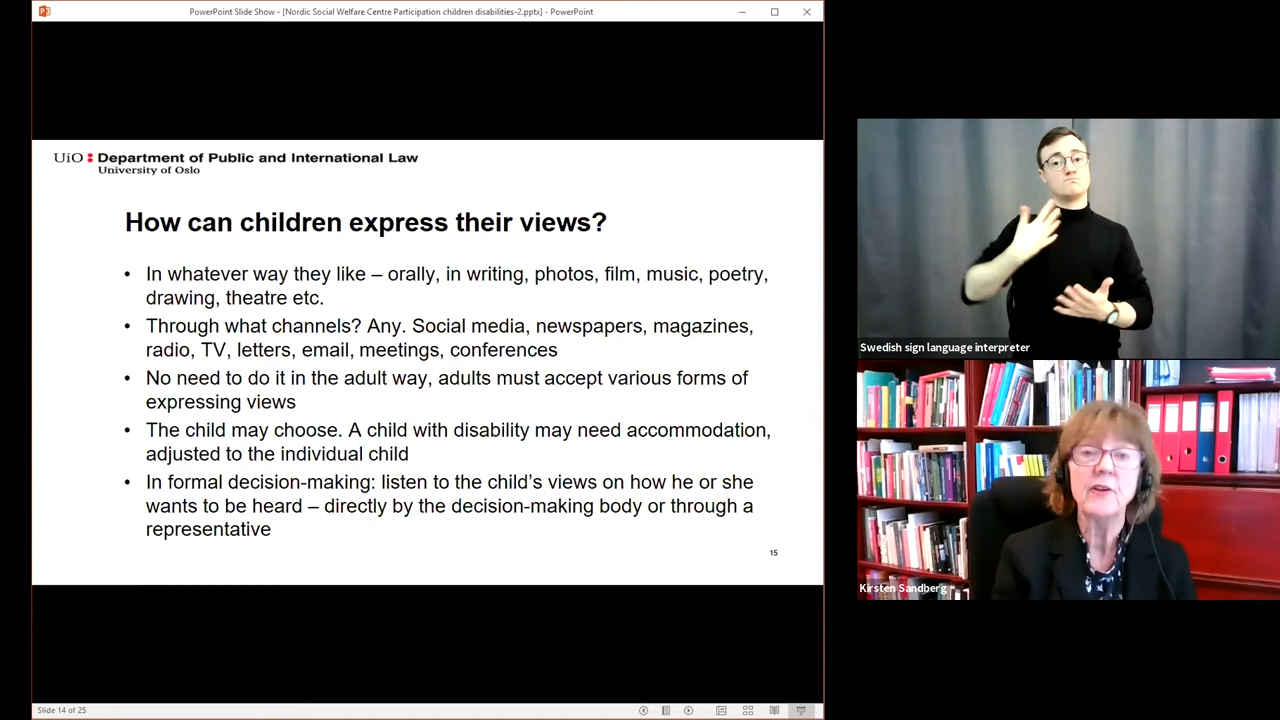 PowerPoint Slide Show - [Nordic Social Welfare Centre Participation children disabilities-2.pptx] - PowerPoint
UiO Department of Public and International Law
University of Oslo
How can children express their views?
• In whatever way they like – orally, in writing, photos, film, music, poetry,
drawing, theatre etc.
• Through what channels? Any. Social media, newspapers, magazines,
radio, TV, letters, email, meetings, conferences
• No need to do it in the adult way, adults must accept various forms of
expressing views
• The child may choose. A child with disability may need accommodation,
adjusted to the individual child
• In formal decision-making: listen to the child’s views on how he or she
wants to be heard – directly by the decision-making body or through a
representative
15
Slide 14 of 25
Swedish sign language interpreter
Kirsten Sandberg